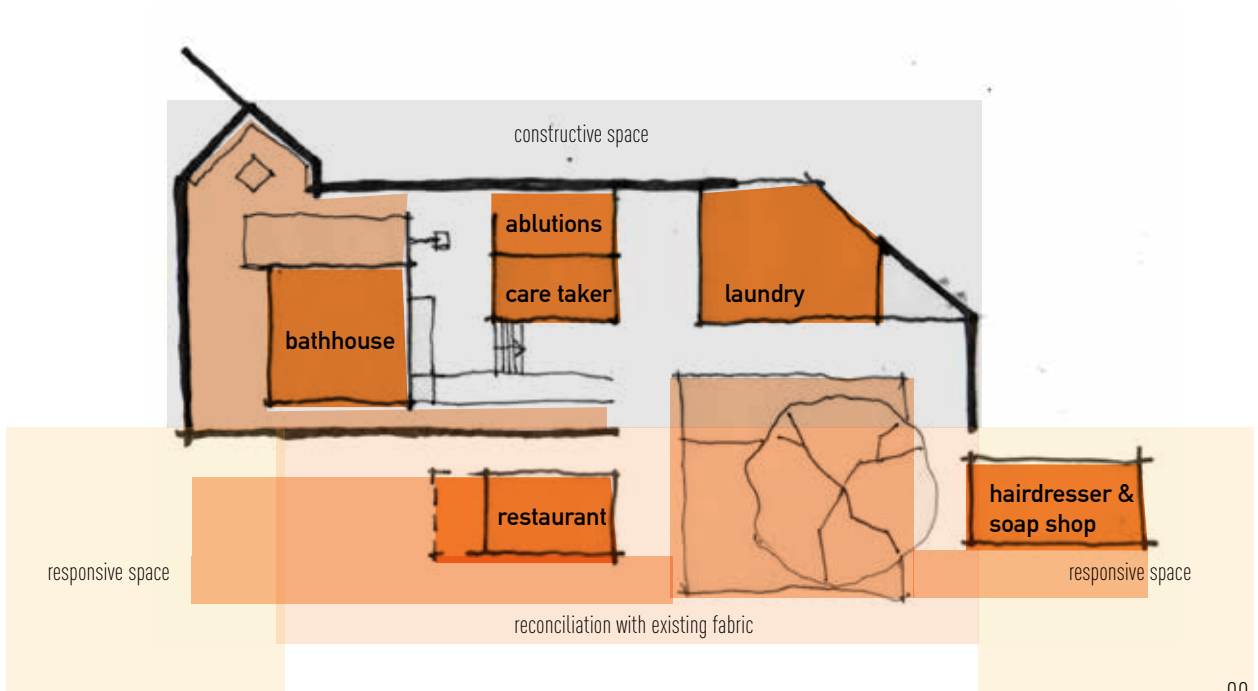 constructive space
ablutions
care taker
laundry
bathhouse
restaurant
hairdresser &
soap shop
responsive space
responsive space
reconciliation with existing fabric